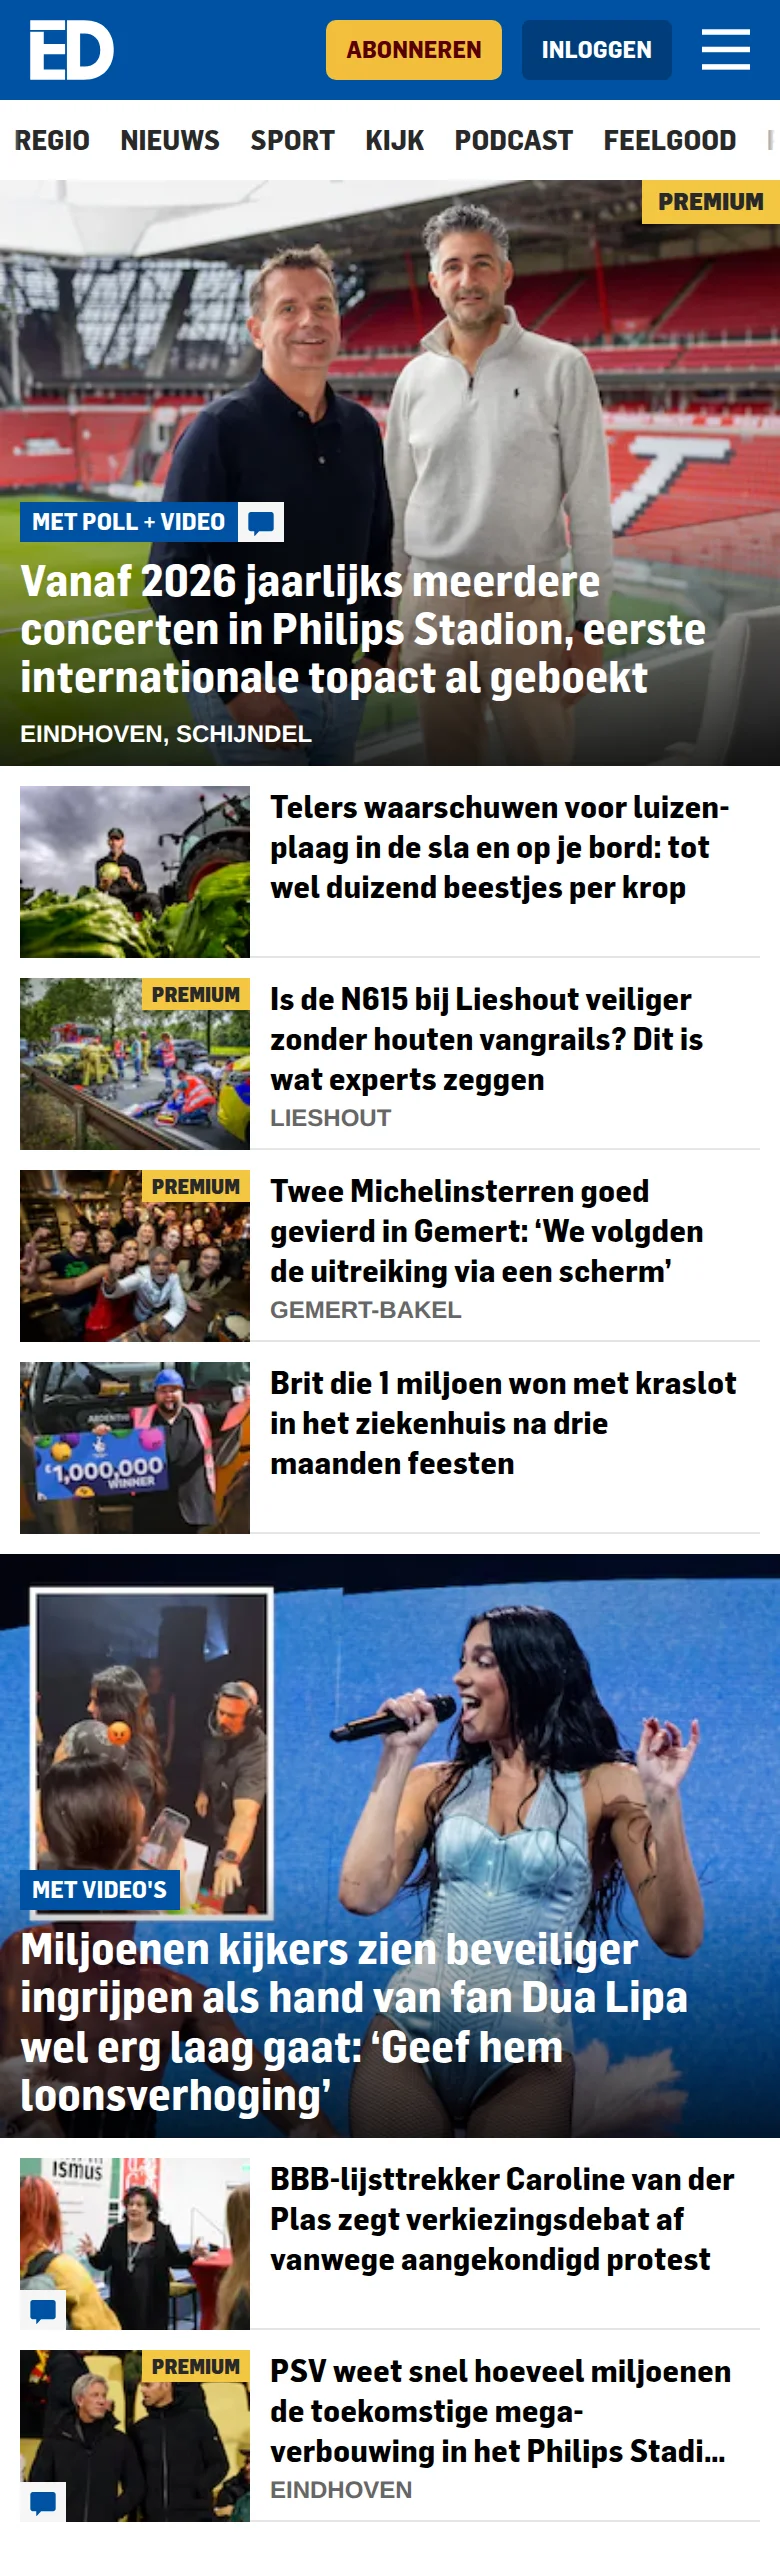 ED
ABONNEREN
INLOGGEN
REGIO NIEUWS SPORT KIJK PODCAST FEELGOOD
PREMIUM
MET POLL + VIDEO
Vanaf 2026 jaarlijks meerdere
concerten in Philips Stadion, eerste
internationale topact al geboekt
EINDHOVEN, SCHIJNDEL
Telers waarschuwen voor luizen-
plaag in de sla en op je bord: tot
wel duizend beestjes per krop
PREMIUM
Is de N615 bij Lieshout veiliger
zonder houten vangrails? Dit is
wat experts zeggen
LIESHOUT
PREMIUM
Twee Michelinsterren goed
gevierd in Gemert: ‘We volgden
de uitreiking via een scherm’
GEMERT-BAKEL
£1,000,000
WINNER
Brit die 1 miljoen won met kraslot
in het ziekenhuis na drie
maanden feesten
MET VIDEO'S
Miljoenen kijkers zien beveiliger
ingrijpen als hand van fan Dua Lipa
wel erg laag gaat: ‘Geef hem
loonsverhoging’
ismus
BBB-lijsttrekker Caroline van der
Plas zegt verkiezingsdebat af
vanwege aangekondigd protest
PREMIUM
PSV weet snel hoeveel miljoenen
de toekomstige mega-
verbouwing in het Philips Stadi...
EINDHOVEN